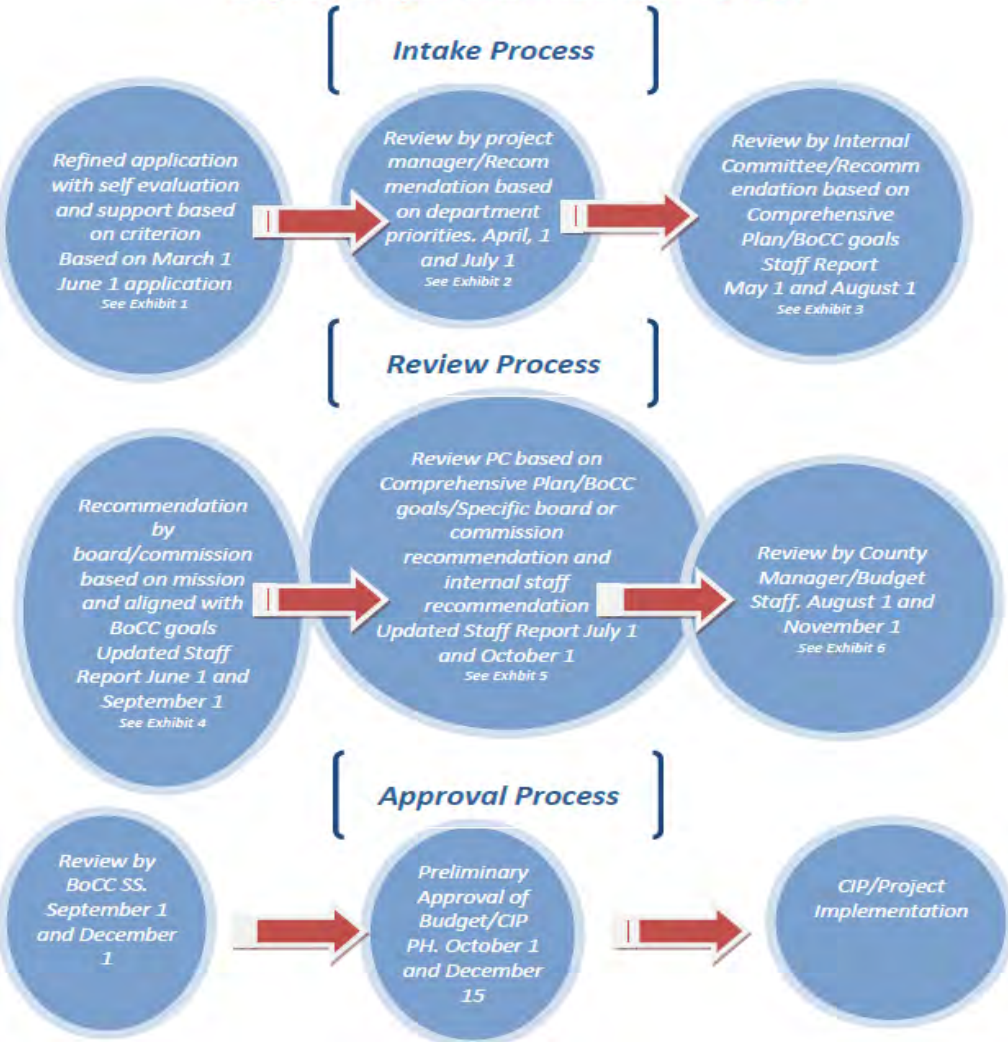 Intake Process
Refined application
with self evaluation
and support based
on criterion
Based on March 1
June 1 application
See Exhibit 1
Review by project
manager/Recom
mendation based
on department
priorities. April, 1
and July 1
See Exhibit 2
Review by Internal
Committee/Recomm
endation based on
Comprehensive
Plan/BoCC goals
Staff Report
May 1 and August 1
See Exhibit 3
Review Process
Recommendation
by
board/commission
based on mission
and aligned with
BoCC goals
Updated Staff
Report June 1 and
September 1
See Exhibit 4
Review PC based on
Comprehensive Plan/BoCC
goals/Specific board or
commission
recommendation and
internal staff
recommendation
Updated Staff Report July 1
and October 1
See Exhbit 5
Review by County
Manager/Budget
Staff. August 1 and
November 1
See Exhibit 6
Approval Process
Review by
BoCC SS.
September 1
and December
1
Preliminary
Approval of
Budget/CIP
PH. October 1
and December
15
CIP/Project
Implementation